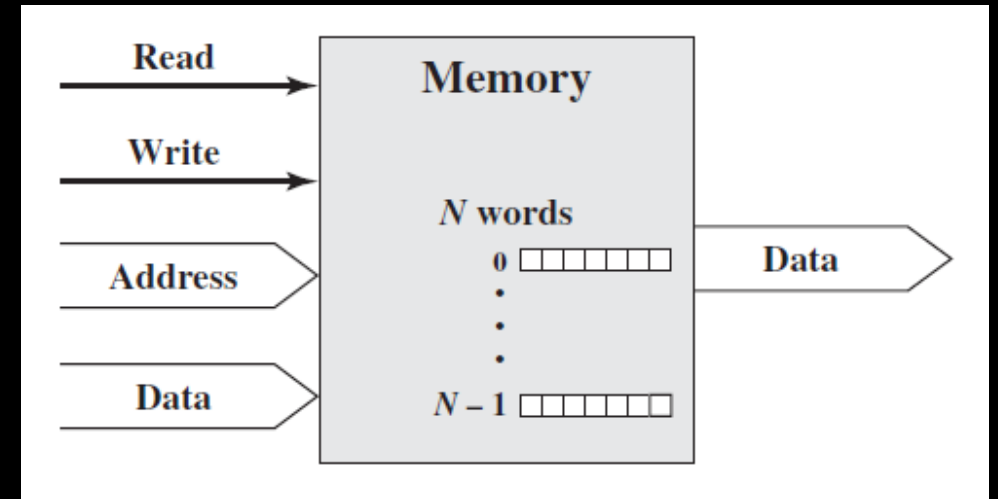 Read
Memory
Write
N words
0
Address
Data
Data
N – 1